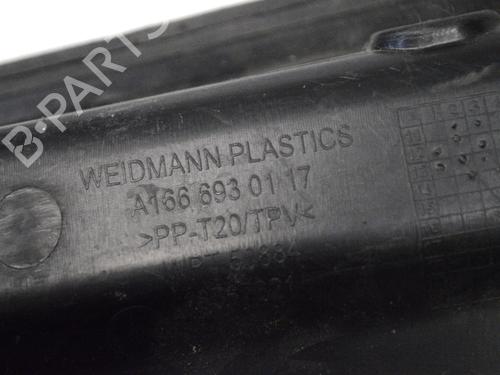 B-PARTS
WEIDMANN PLASTICS
A166 693 01 17
>PP-T20/TPV<